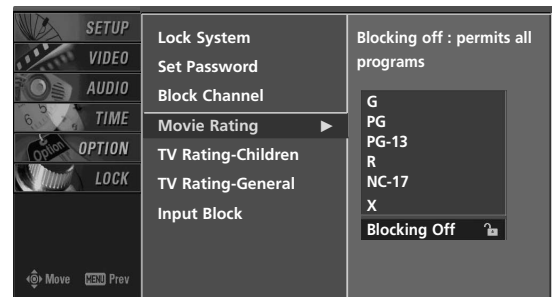 SETUP
VIDEO
AUDIO
TIME
OPTION
LOCK
Move MENU Prev
Lock System
Set Password
Block Channel
Movie Rating ►
TV Rating-Children
TV Rating-General
Input Block
Blocking off : permits all
programs
G
PG
PG-13
R
NC-17
X
Blocking Off